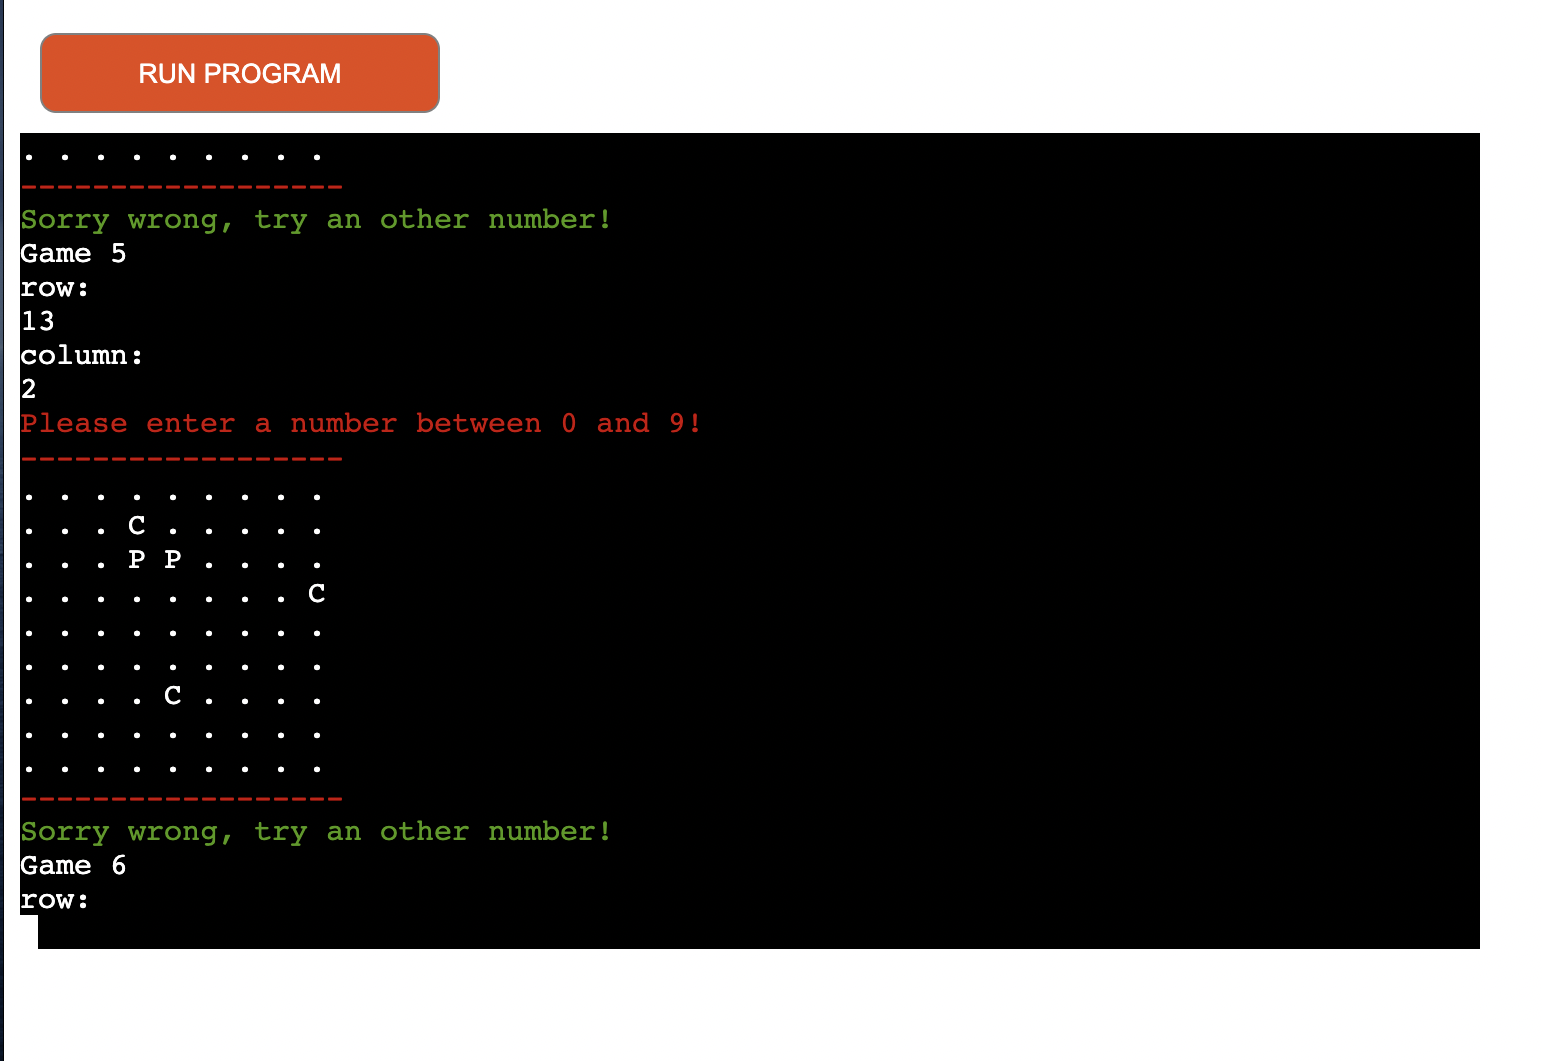 RUN PROGRAM
. . . . . . . . .
------------------
Sorry wrong, try an other number!
Game 5
row:
13
column:
2
Please enter a number between 0 and 9!
------------------
. . . . . . . . .
. . . C . . . . .
. . . P P . . . .
. . . . . . . . C
. . . . . . . . .
. . . . . . . . .
. . . . C . . . .
. . . . . . . . .
. . . . . . . . .
------------------
Sorry wrong, try an other number!
Game 6
row: